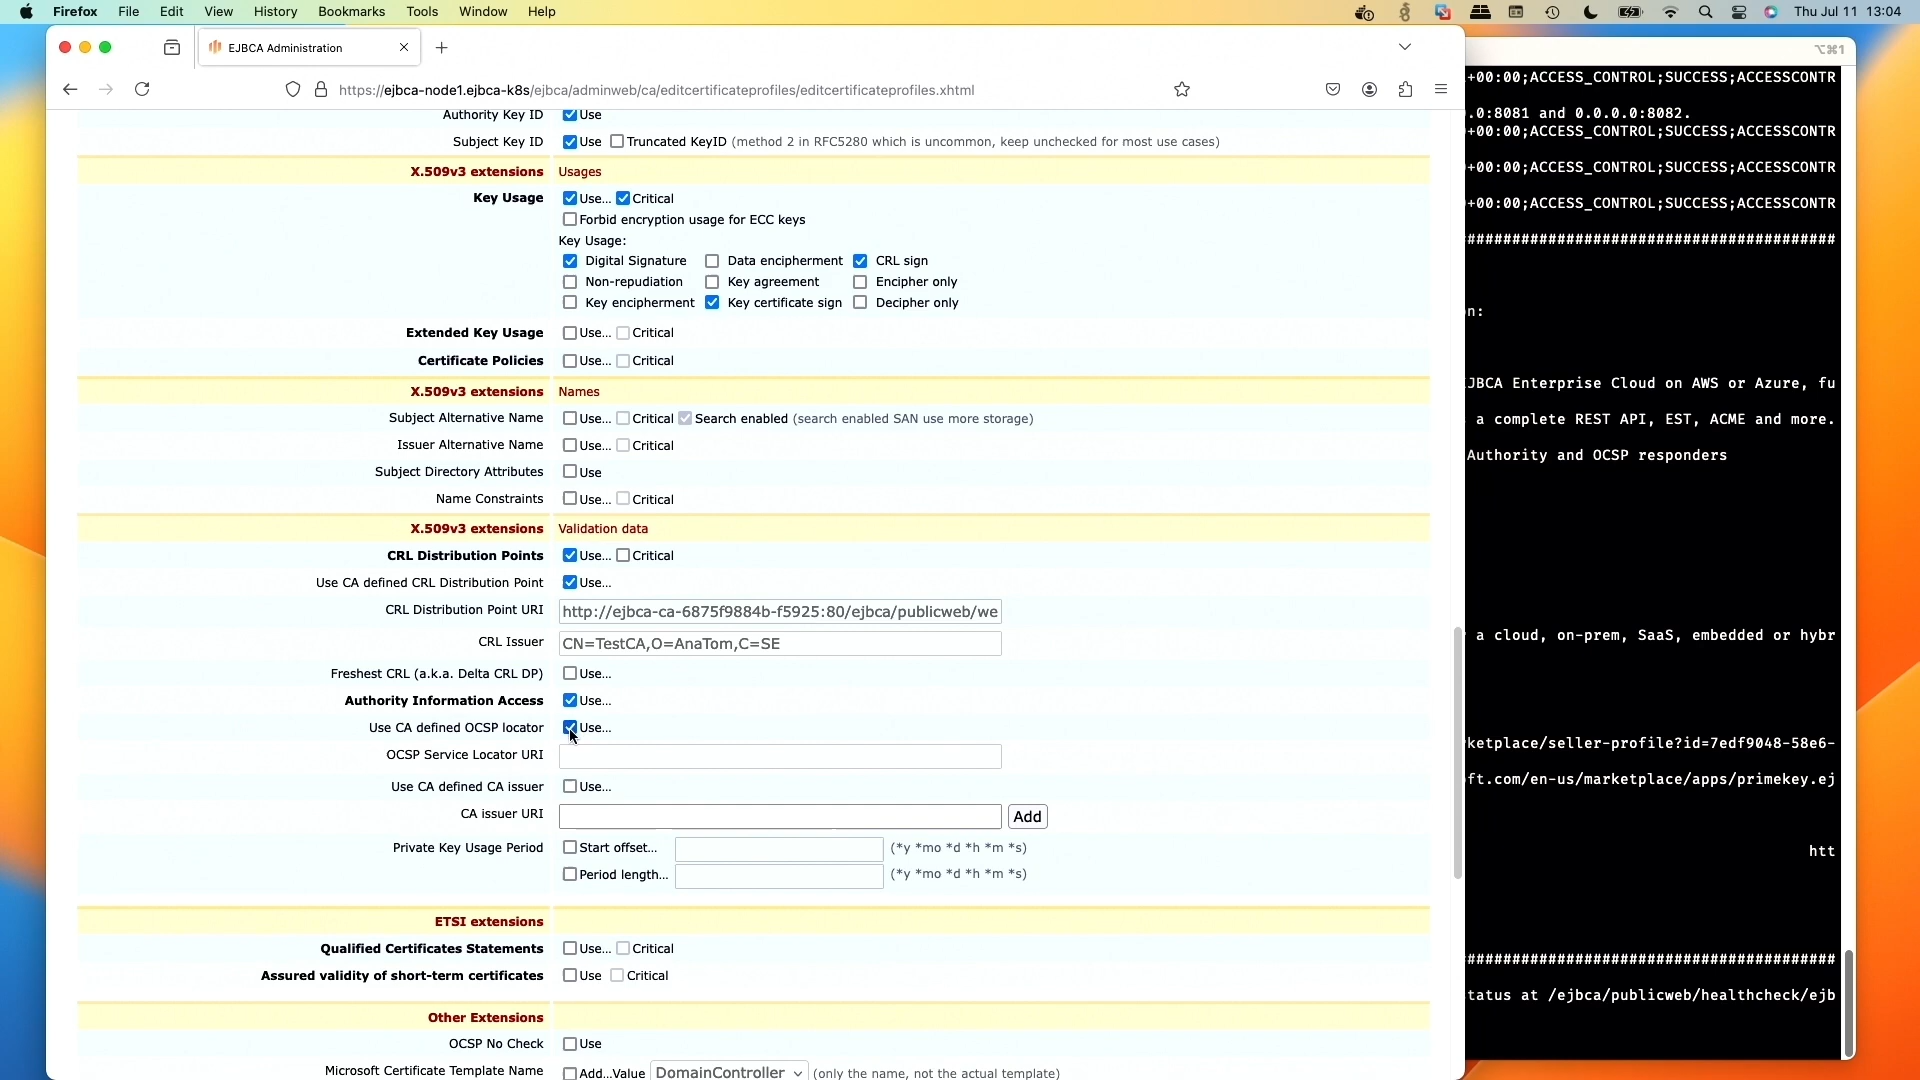 Firefox File Edit View History Bookmarks Tools Window Help Thu Jul 11 13:04
EJBCA Administration
⌥⌘1
https://ejbca-node1.ejbca-k8s/ejbca/adminweb/ca/editcertificateprofiles/editcertificateprofiles.xhtml
Authority Key ID Use
Subject Key ID Use Truncated KeyID (method 2 in RFC5280 which is uncommon, keep unchecked for most use cases)
X.509v3 extensions Usages
Key Usage Use... Critical
Forbid encryption usage for ECC keys
Key Usage:
Digital Signature Data encipherment CRL sign
Non-repudiation Key agreement Encipher only
Key encipherment Key certificate sign Decipher only
Extended Key Usage Use... Critical
Certificate Policies Use... Critical
X.509v3 extensions Names
Subject Alternative Name Use... Critical Search enabled (search enabled SAN use more storage)
Issuer Alternative Name Use... Critical
Subject Directory Attributes Use
Name Constraints Use... Critical
X.509v3 extensions Validation data
CRL Distribution Points Use... Critical
Use CA defined CRL Distribution Point Use...
CRL Distribution Point URI http://ejbca-ca-6875f9884b-f5925:80/ejbca/publicweb/we
CRL Issuer CN=TestCA,O=AnaTom,C=SE
Freshest CRL (a.k.a. Delta CRL DP) Use...
Authority Information Access Use...
Use CA defined OCSP locator Use...
OCSP Service Locator URI
Use CA defined CA issuer Use...
CA issuer URI Add
Private Key Usage Period Start offset... (*y *mo *d *h *m *s)
Period length... (*y *mo *d *h *m *s)
ETSI extensions
Qualified Certificates Statements Use... Critical
Assured validity of short-term certificates Use Critical
Other Extensions
OCSP No Check Use
Microsoft Certificate Template Name Add...Value DomainController (only the name, not the actual template)
+00:00;ACCESS_CONTROL;SUCCESS;ACCESSCONTR
.0:8081 and 0.0.0.0:8082.
+00:00;ACCESS_CONTROL;SUCCESS;ACCESSCONTR
+00:00;ACCESS_CONTROL;SUCCESS;ACCESSCONTR
+00:00;ACCESS_CONTROL;SUCCESS;ACCESSCONTR
#########################################
n:
JBCA Enterprise Cloud on AWS or Azure, fu
a complete REST API, EST, ACME and more.
Authority and OCSP responders
a cloud, on-prem, SaaS, embedded or hybr
ketplace/seller-profile?id=7edf9048-58e6-
ft.com/en-us/marketplace/apps/primekey.ej
htt
#########################################
tatus at /ejbca/publicweb/healthcheck/ejb